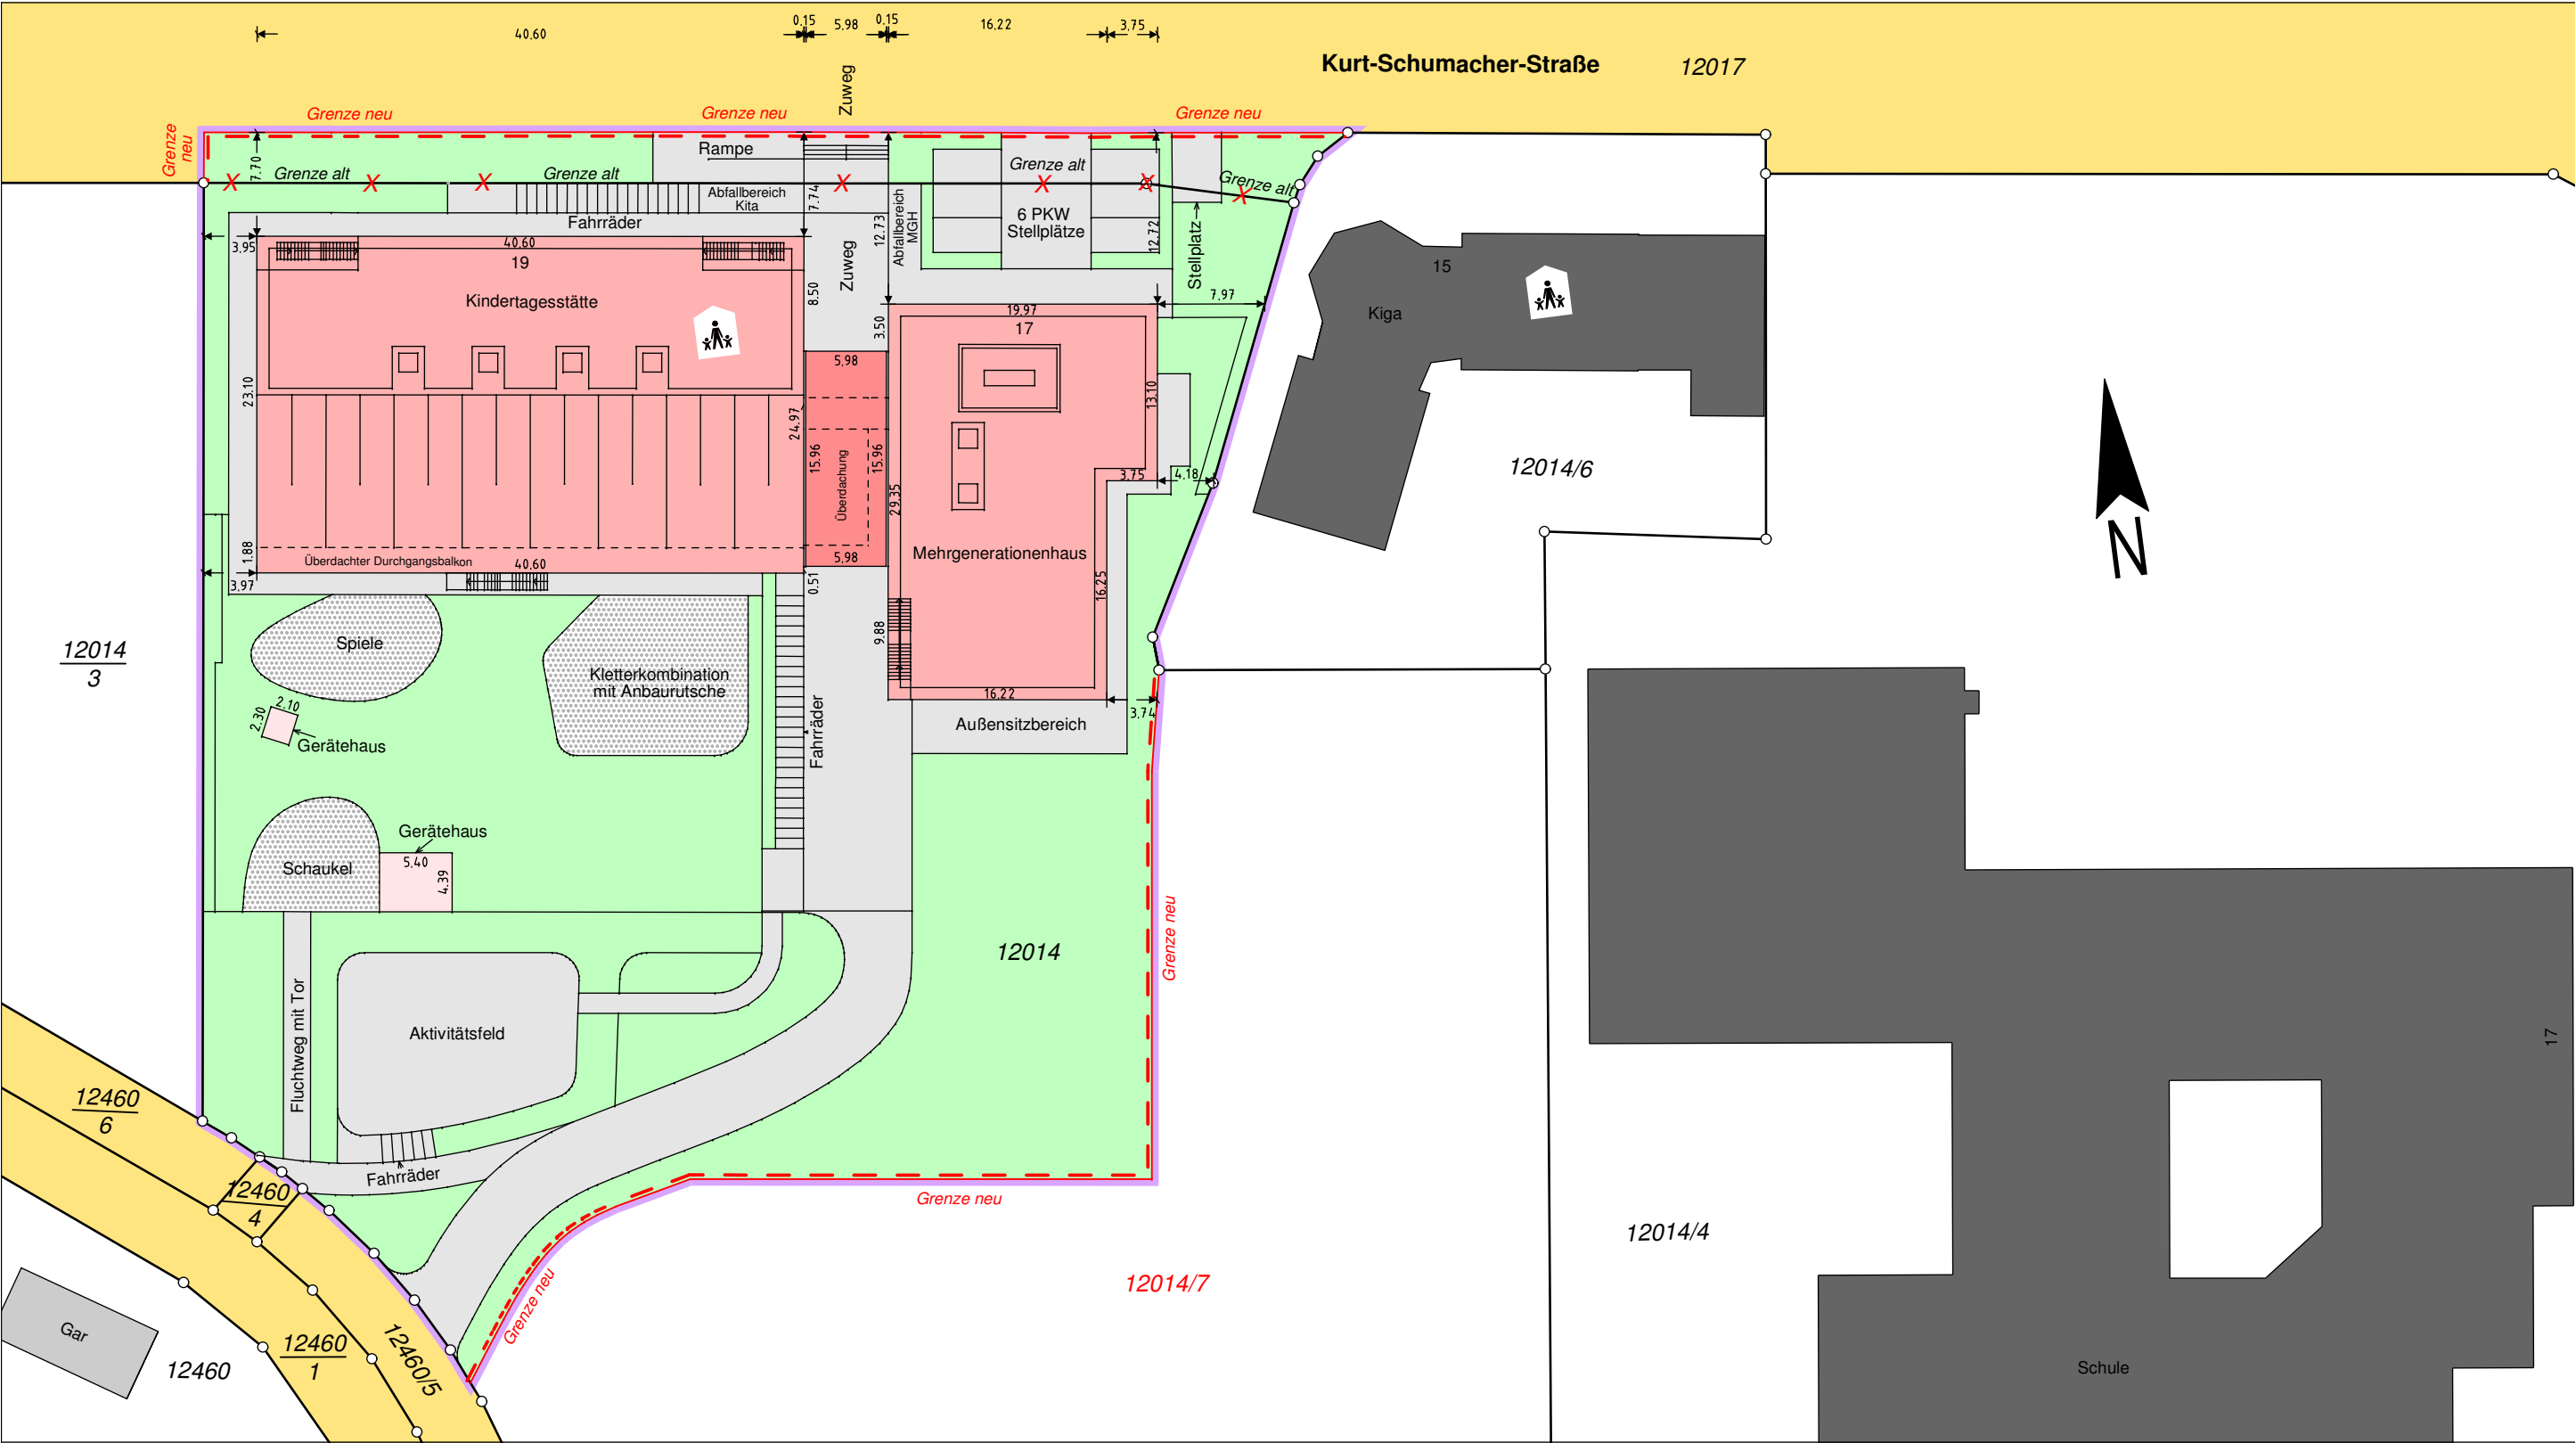 0.15
0.15
40.60
5.98
16.22
3.75
Zuweg
Kurt-Schumacher-Straße
12017
Grenze neu
Grenze neu
Grenze neu
Grenze
neu
7.70
Grenze alt
Grenze alt
Rampe
Grenze alt
Grenze alt
X
X
X
X
X
X
X
Abfallbereich
Kita
7.74
12.73
Abfallbereich
MGH
6 PKW
Stellplätze
12.72
Stellplatz
Fahrräder
3.95
40.60
19
Zuweg
15
Kindertagesstätte
8.50
3.50
19.97
17
7.97
Kiga
23.10
5.98
24.97
15.96
Überdachung
15.96
29.35
13.10
3.75
4.18
12014/6
N
1.88
Überdachter Durchgangsbalkon
40.60
5.98
Mehrgenerationenhaus
3.97
0.51
16.25
9.88
12014
3
Spiele
Kletterkombination
mit Anbaurutsche
16.22
3.74
2.30
2.10
Gerätehaus
Fahrräder
Außensitzbereich
Gerätehaus
5.40
4.39
Schaukel
12014
Grenze neu
Fluchtweg mit Tor
Aktivitätsfeld
17
12460
6
Fahrräder
12460
4
Grenze neu
12014/4
12014/7
Grenze neu
Gar
12460
12460
1
12460/5
Schule